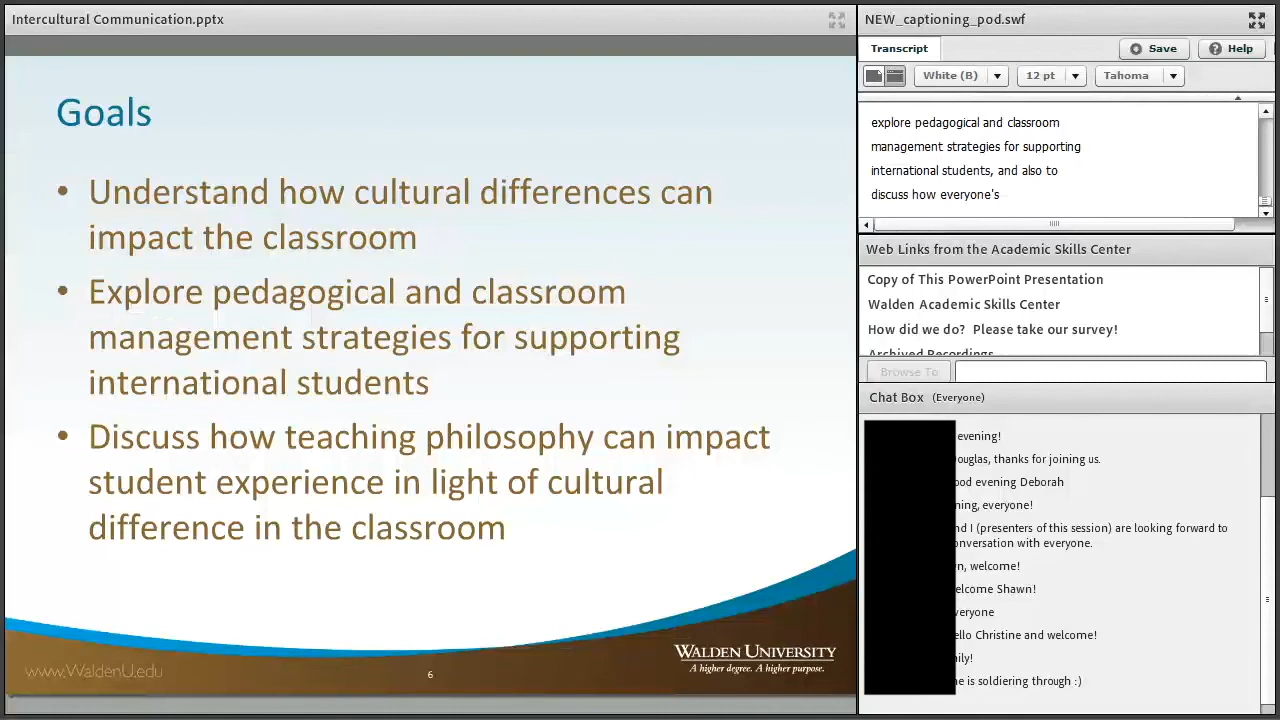 Intercultural Communication.pptx
Goals
• Understand how cultural differences can
impact the classroom
• Explore pedagogical and classroom
management strategies for supporting
international students
• Discuss how teaching philosophy can impact
student experience in light of cultural
difference in the classroom
www.WaldenU.edu
6
WALDEN UNIVERSITY
A higher degree. A higher purpose.
NEW_captioning_pod.swf
Transcript
Save
Help
White (B)
12 pt
Tahoma
explore pedagogical and classroom
management strategies for supporting
international students, and also to
discuss how everyone's
Web Links from the Academic Skills Center
Copy of This PowerPoint Presentation
Walden Academic Skills Center
How did we do? Please take our survey!
Archived Recordings
Browse To
Chat Box (Everyone)
evening!
ouglas, thanks for joining us.
od evening Deborah
ning, everyone!
nd I (presenters of this session) are looking forward to
onversation with everyone.
n, welcome!
elcome Shawn!
veryone
ello Christine and welcome!
ily!
ne is soldiering through :)